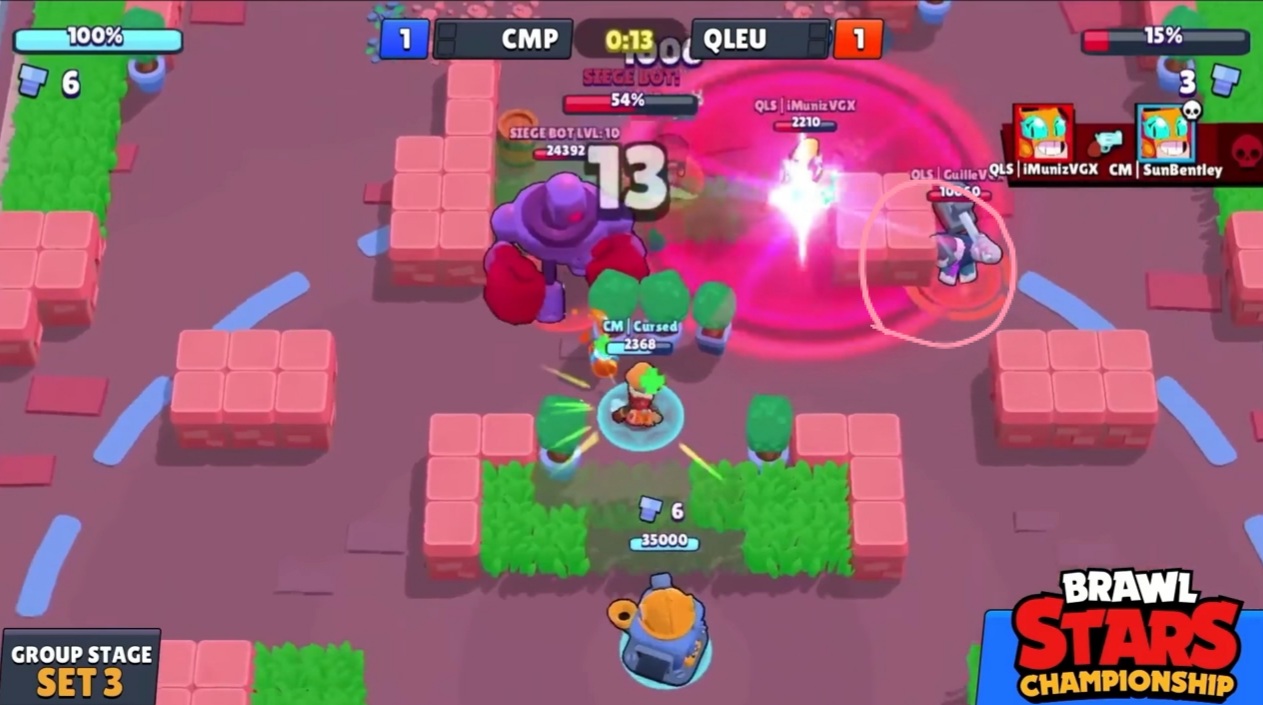 100%
1
CMP
0:13
QLEU
1
15%
6
SIEGE BOT!
54%
3
QLS | iMunizVGX
2210
SIEGE BOT LVL: 10
24392
13
QLS | iMunizVGX
CM | SunBentley
CM | Cursed
2368
6
35000
GROUP STAGE
SET 3
BRAWL
STARS
CHAMPIONSHIP